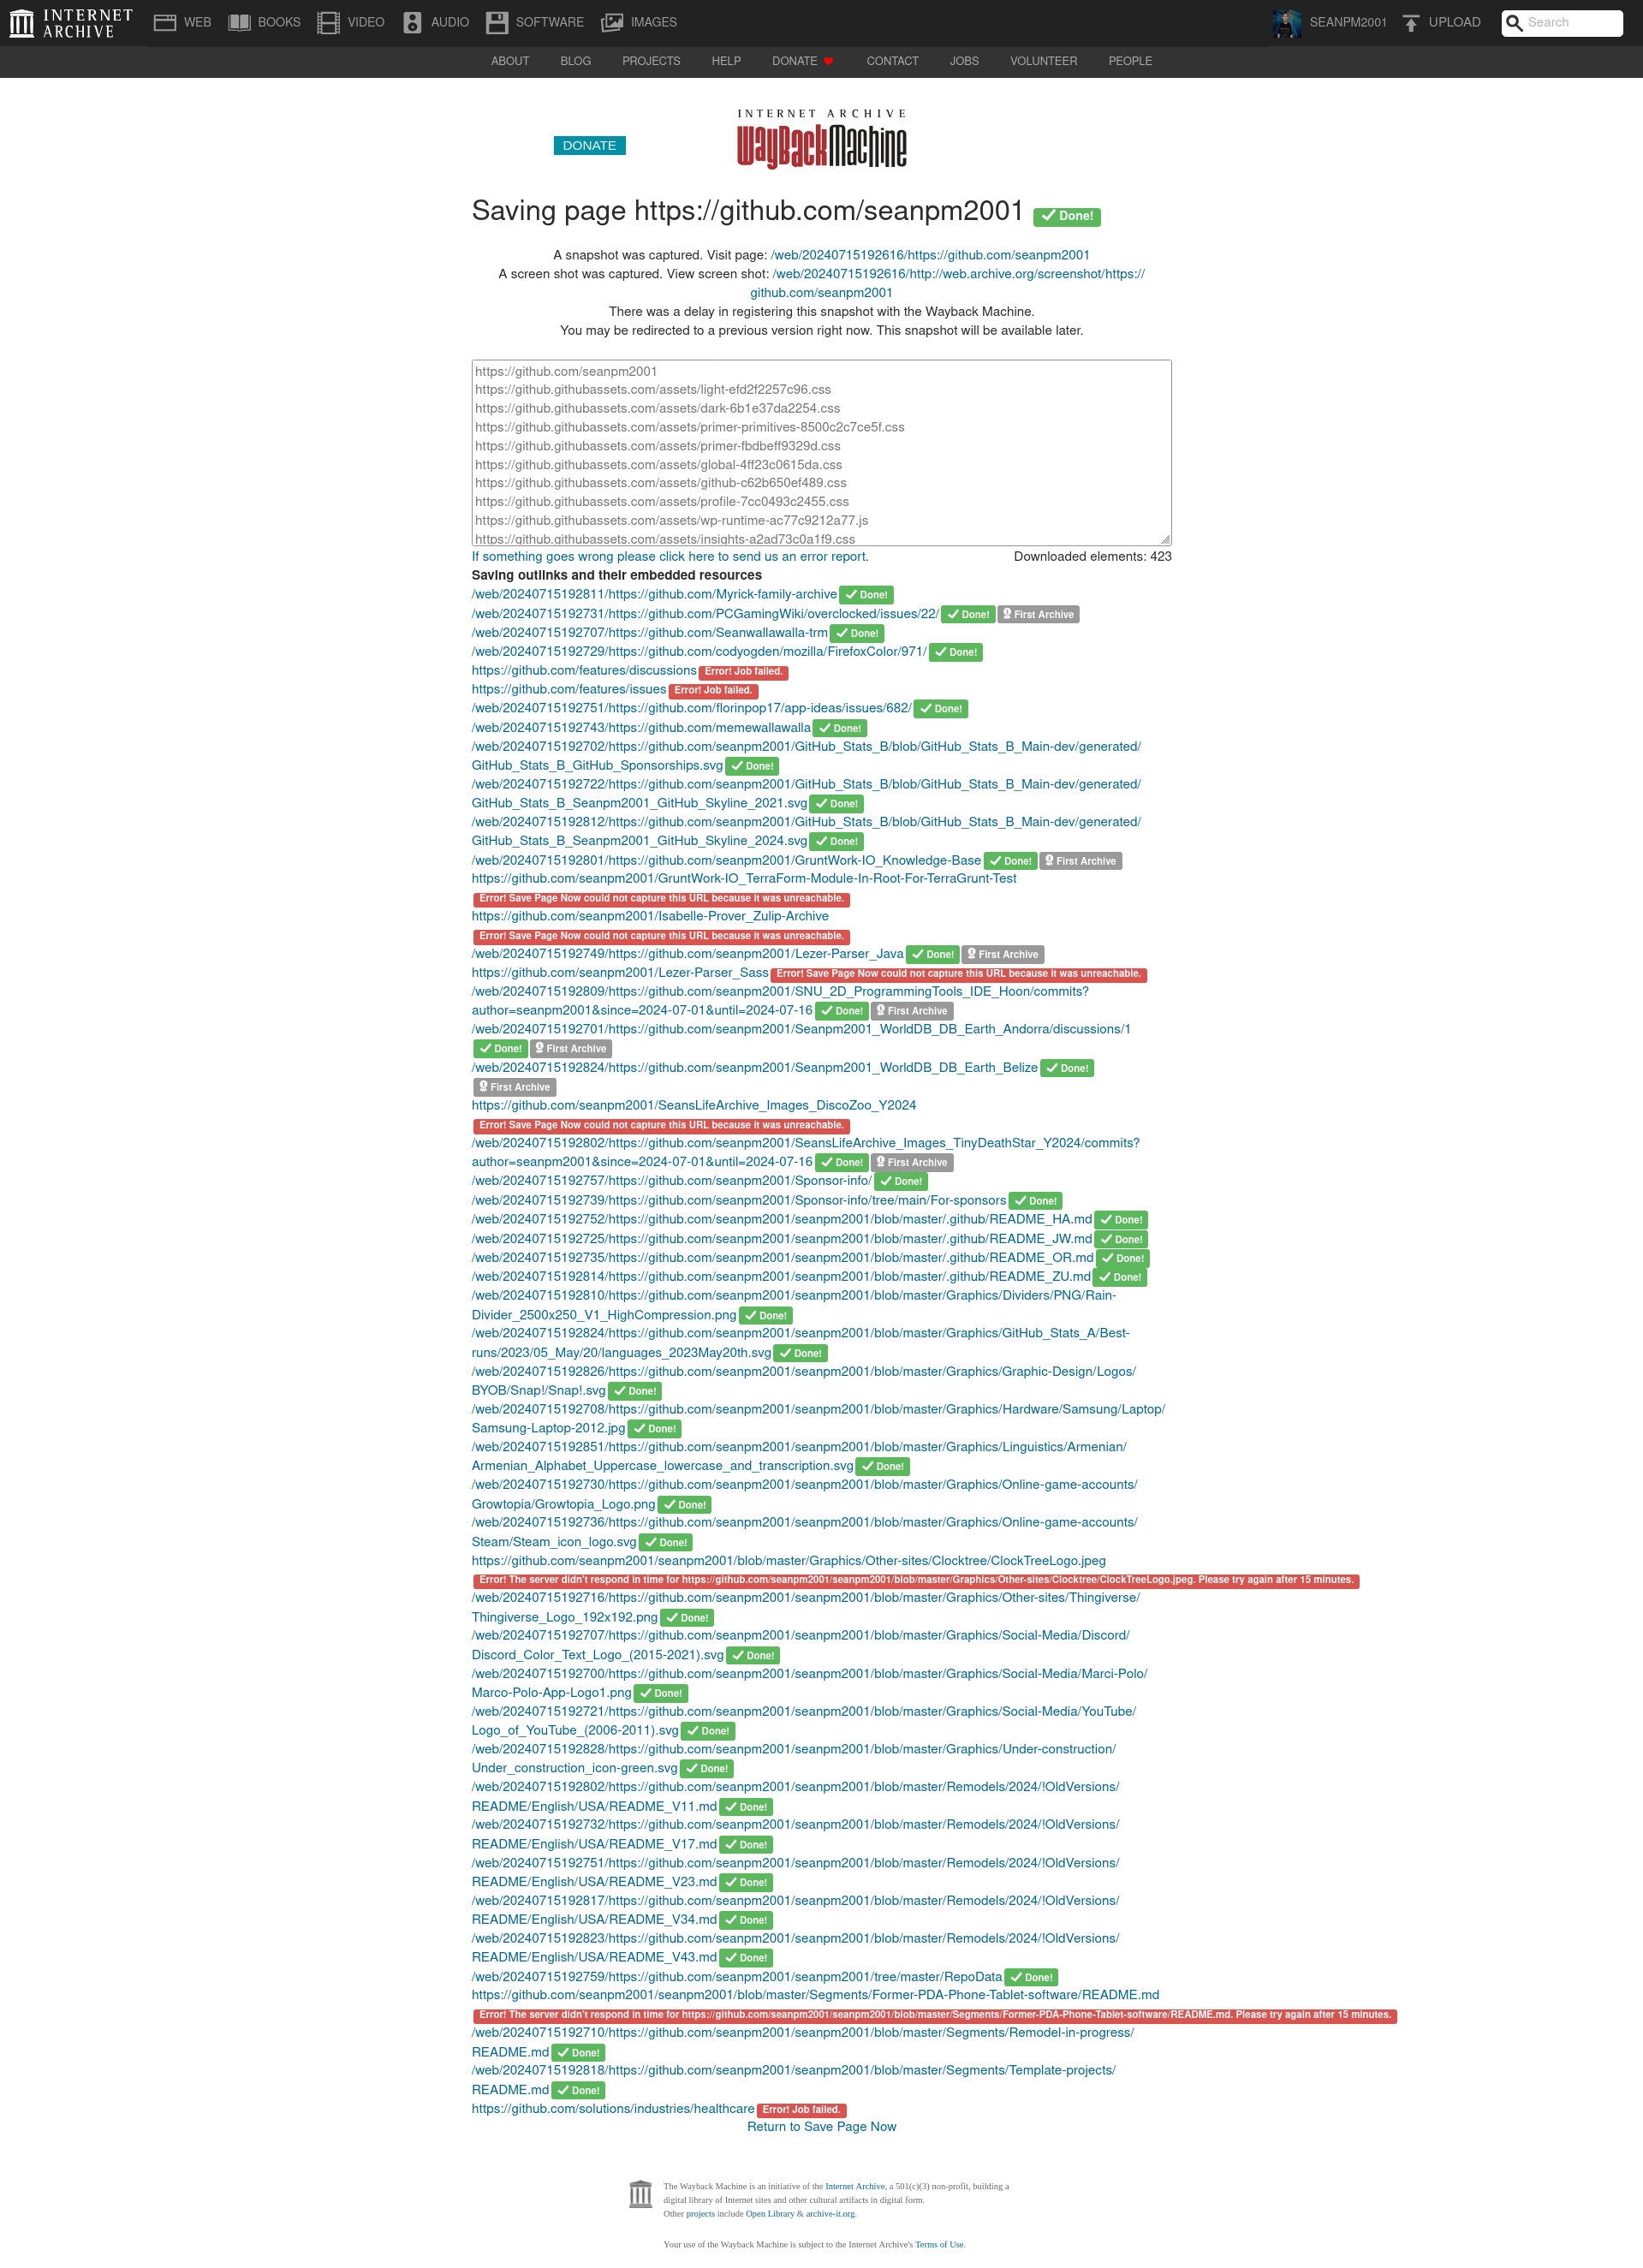 INTERNET ARCHIVE
WEB BOOKS VIDEO AUDIO SOFTWARE IMAGES SEANPM2001 UPLOAD Search
ABOUT BLOG PROJECTS HELP DONATE CONTACT JOBS VOLUNTEER PEOPLE
DONATE
INTERNET ARCHIVE
WayBackMachine
Saving page https://github.com/seanpm2001 Done!
A snapshot was captured. Visit page: /web/20240715192616/https://github.com/seanpm2001
A screen shot was captured. View screen shot: /web/20240715192616/http://web.archive.org/screenshot/https://
github.com/seanpm2001
There was a delay in registering this snapshot with the Wayback Machine.
You may be redirected to a previous version right now. This snapshot will be available later.
https://github.com/seanpm2001
https://github.githubassets.com/assets/light-efd2f2257c96.css
https://github.githubassets.com/assets/dark-6b1e37da2254.css
https://github.githubassets.com/assets/primer-primitives-8500c2c7ce5f.css
https://github.githubassets.com/assets/primer-fbdbeff9329d.css
https://github.githubassets.com/assets/global-4ff23c0615da.css
https://github.githubassets.com/assets/github-c62b650ef489.css
https://github.githubassets.com/assets/profile-7cc0493c2455.css
https://github.githubassets.com/assets/wp-runtime-ac77c9212a77.js
https://github.githubassets.com/assets/insights-a2ad73c0a1f9.css
If something goes wrong please click here to send us an error report. Downloaded elements: 423
Saving outlinks and their embedded resources
/web/20240715192811/https://github.com/Myrick-family-archive Done!
/web/20240715192731/https://github.com/PCGamingWiki/overclocked/issues/22/ Done! First Archive
/web/20240715192707/https://github.com/Seanwallawalla-trm Done!
/web/20240715192729/https://github.com/codyogden/mozilla/FirefoxColor/971/ Done!
https://github.com/features/discussions Error! Job failed.
https://github.com/features/issues Error! Job failed.
/web/20240715192751/https://github.com/florinpop17/app-ideas/issues/682/ Done!
/web/20240715192743/https://github.com/memewallawalla Done!
/web/20240715192702/https://github.com/seanpm2001/GitHub_Stats_B/blob/GitHub_Stats_B_Main-dev/generated/
GitHub_Stats_B_GitHub_Sponsorships.svg Done!
/web/20240715192722/https://github.com/seanpm2001/GitHub_Stats_B/blob/GitHub_Stats_B_Main-dev/generated/
GitHub_Stats_B_Seanpm2001_GitHub_Skyline_2021.svg Done!
/web/20240715192812/https://github.com/seanpm2001/GitHub_Stats_B/blob/GitHub_Stats_B_Main-dev/generated/
GitHub_Stats_B_Seanpm2001_GitHub_Skyline_2024.svg Done!
/web/20240715192801/https://github.com/seanpm2001/GruntWork-IO_Knowledge-Base Done! First Archive
https://github.com/seanpm2001/GruntWork-IO_TerraForm-Module-In-Root-For-TerraGrunt-Test
Error! Save Page Now could not capture this URL because it was unreachable.
https://github.com/seanpm2001/Isabelle-Prover_Zulip-Archive
Error! Save Page Now could not capture this URL because it was unreachable.
/web/20240715192749/https://github.com/seanpm2001/Lezer-Parser_Java Done! First Archive
https://github.com/seanpm2001/Lezer-Parser_Sass Error! Save Page Now could not capture this URL because it was unreachable.
/web/20240715192809/https://github.com/seanpm2001/SNU_2D_ProgrammingTools_IDE_Hoon/commits?
author=seanpm2001&since=2024-07-01&until=2024-07-16 Done! First Archive
/web/20240715192701/https://github.com/seanpm2001/Seanpm2001_WorldDB_DB_Earth_Andorra/discussions/1
Done! First Archive
/web/20240715192824/https://github.com/seanpm2001/Seanpm2001_WorldDB_DB_Earth_Belize Done!
First Archive
https://github.com/seanpm2001/SeansLifeArchive_Images_DiscoZoo_Y2024
Error! Save Page Now could not capture this URL because it was unreachable.
/web/20240715192802/https://github.com/seanpm2001/SeansLifeArchive_Images_TinyDeathStar_Y2024/commits?
author=seanpm2001&since=2024-07-01&until=2024-07-16 Done! First Archive
/web/20240715192757/https://github.com/seanpm2001/Sponsor-info/ Done!
/web/20240715192739/https://github.com/seanpm2001/Sponsor-info/tree/main/For-sponsors Done!
/web/20240715192752/https://github.com/seanpm2001/seanpm2001/blob/master/.github/README_HA.md Done!
/web/20240715192725/https://github.com/seanpm2001/seanpm2001/blob/master/.github/README_JW.md Done!
/web/20240715192735/https://github.com/seanpm2001/seanpm2001/blob/master/.github/README_OR.md Done!
/web/20240715192814/https://github.com/seanpm2001/seanpm2001/blob/master/.github/README_ZU.md Done!
/web/20240715192810/https://github.com/seanpm2001/seanpm2001/blob/master/Graphics/Dividers/PNG/Rain-
Divider_2500x250_V1_HighCompression.png Done!
/web/20240715192824/https://github.com/seanpm2001/seanpm2001/blob/master/Graphics/GitHub_Stats_A/Best-
runs/2023/05_May/20/languages_2023May20th.svg Done!
/web/20240715192826/https://github.com/seanpm2001/seanpm2001/blob/master/Graphics/Graphic-Design/Logos/
BYOB/Snap!/Snap!.svg Done!
/web/20240715192708/https://github.com/seanpm2001/seanpm2001/blob/master/Graphics/Hardware/Samsung/Laptop/
Samsung-Laptop-2012.jpg Done!
/web/20240715192851/https://github.com/seanpm2001/seanpm2001/blob/master/Graphics/Linguistics/Armenian/
Armenian_Alphabet_Uppercase_lowercase_and_transcription.svg Done!
/web/20240715192730/https://github.com/seanpm2001/seanpm2001/blob/master/Graphics/Online-game-accounts/
Growtopia/Growtopia_Logo.png Done!
/web/20240715192736/https://github.com/seanpm2001/seanpm2001/blob/master/Graphics/Online-game-accounts/
Steam/Steam_icon_logo.svg Done!
https://github.com/seanpm2001/seanpm2001/blob/master/Graphics/Other-sites/Clocktree/ClockTreeLogo.jpeg
Error! The server didn't respond in time for https://github.com/seanpm2001/seanpm2001/blob/master/Graphics/Other-sites/Clocktree/ClockTreeLogo.jpeg. Please try again after 15 minutes.
/web/20240715192716/https://github.com/seanpm2001/seanpm2001/blob/master/Graphics/Other-sites/Thingiverse/
Thingiverse_Logo_192x192.png Done!
/web/20240715192707/https://github.com/seanpm2001/seanpm2001/blob/master/Graphics/Social-Media/Discord/
Discord_Color_Text_Logo_(2015-2021).svg Done!
/web/20240715192700/https://github.com/seanpm2001/seanpm2001/blob/master/Graphics/Social-Media/Marci-Polo/
Marco-Polo-App-Logo1.png Done!
/web/20240715192721/https://github.com/seanpm2001/seanpm2001/blob/master/Graphics/Social-Media/YouTube/
Logo_of_YouTube_(2006-2011).svg Done!
/web/20240715192828/https://github.com/seanpm2001/seanpm2001/blob/master/Graphics/Under-construction/
Under_construction_icon-green.svg Done!
/web/20240715192802/https://github.com/seanpm2001/seanpm2001/blob/master/Remodels/2024/!OldVersions/
README/English/USA/README_V11.md Done!
/web/20240715192732/https://github.com/seanpm2001/seanpm2001/blob/master/Remodels/2024/!OldVersions/
README/English/USA/README_V17.md Done!
/web/20240715192751/https://github.com/seanpm2001/seanpm2001/blob/master/Remodels/2024/!OldVersions/
README/English/USA/README_V23.md Done!
/web/20240715192817/https://github.com/seanpm2001/seanpm2001/blob/master/Remodels/2024/!OldVersions/
README/English/USA/README_V34.md Done!
/web/20240715192823/https://github.com/seanpm2001/seanpm2001/blob/master/Remodels/2024/!OldVersions/
README/English/USA/README_V43.md Done!
/web/20240715192759/https://github.com/seanpm2001/seanpm2001/tree/master/RepoData Done!
https://github.com/seanpm2001/seanpm2001/blob/master/Segments/Former-PDA-Phone-Tablet-software/README.md
Error! The server didn't respond in time for https://github.com/seanpm2001/seanpm2001/blob/master/Segments/Former-PDA-Phone-Tablet-software/README.md. Please try again after 15 minutes.
/web/20240715192710/https://github.com/seanpm2001/seanpm2001/blob/master/Segments/Remodel-in-progress/
README.md Done!
/web/20240715192818/https://github.com/seanpm2001/seanpm2001/blob/master/Segments/Template-projects/
README.md Done!
https://github.com/solutions/industries/healthcare Error! Job failed.
Return to Save Page Now
The Wayback Machine is an initiative of the Internet Archive, a 501(c)(3) non-profit, building a
digital library of Internet sites and other cultural artifacts in digital form.
Other projects include Open Library & archive-it.org.
Your use of the Wayback Machine is subject to the Internet Archive's Terms of Use.